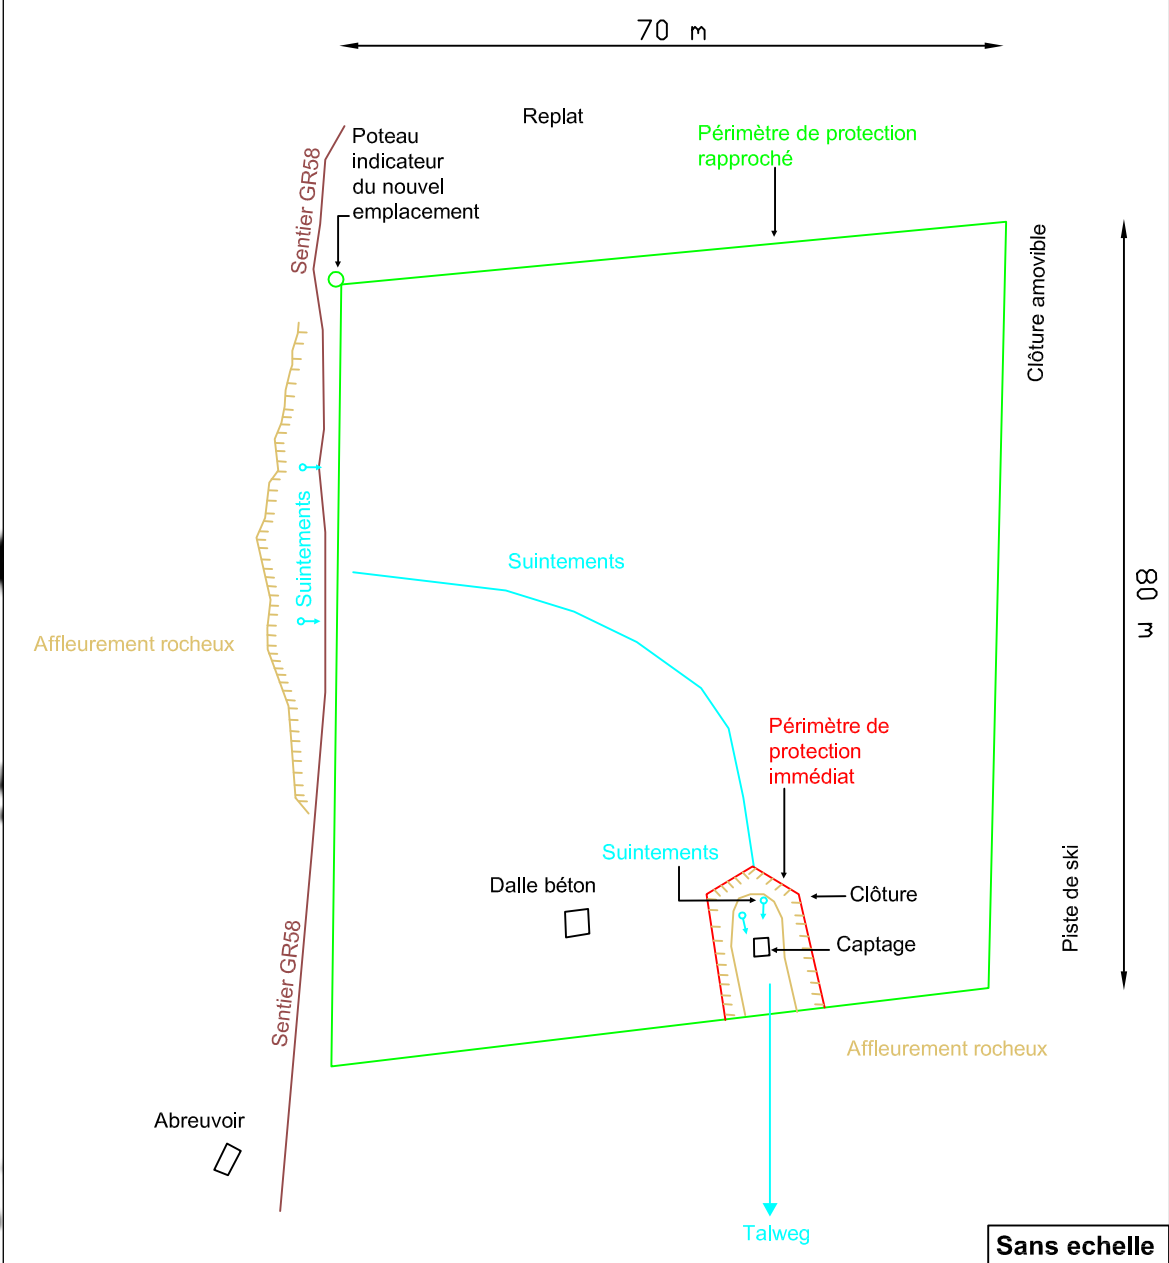 70 m
Replat
Poteau
indicateur
du nouvel
emplacement
Périmètre de protection
rapproché
Sentier GR58
Clôture amovible
Suintements
Suintements
80 m
Affleurement rocheux
Périmètre de
protection
immédiat
Suintements
Dalle béton
Clôture
Captage
Piste de ski
Sentier GR58
Affleurement rocheux
Abreuvoir
Talweg
Sans echelle